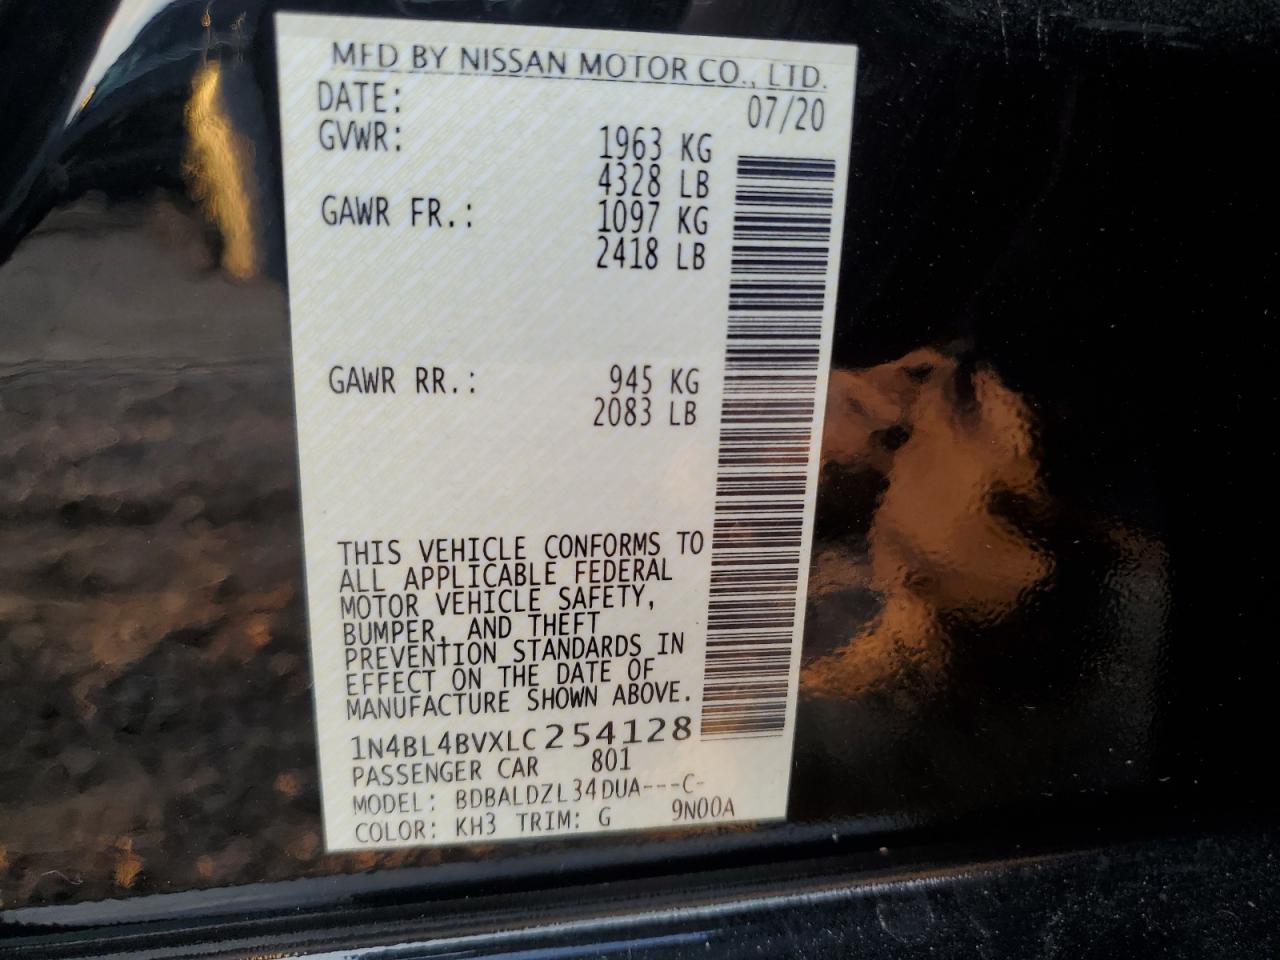 MFD BY NISSAN MOTOR CO., LTD.
DATE: 07/20
GVWR: 1963 KG
4328 LB
GAWR FR.: 1097 KG
2418 LB
GAWR RR.: 945 KG
2083 LB
THIS VEHICLE CONFORMS TO
ALL APPLICABLE FEDERAL
MOTOR VEHICLE SAFETY,
BUMPER, AND THEFT
PREVENTION STANDARDS IN
EFFECT ON THE DATE OF
MANUFACTURE SHOWN ABOVE.
1N4BL4BVXLC254128
PASSENGER CAR 801
MODEL: BDBALDZL34DUA---C-
COLOR: KH3 TRIM: G 9N00A